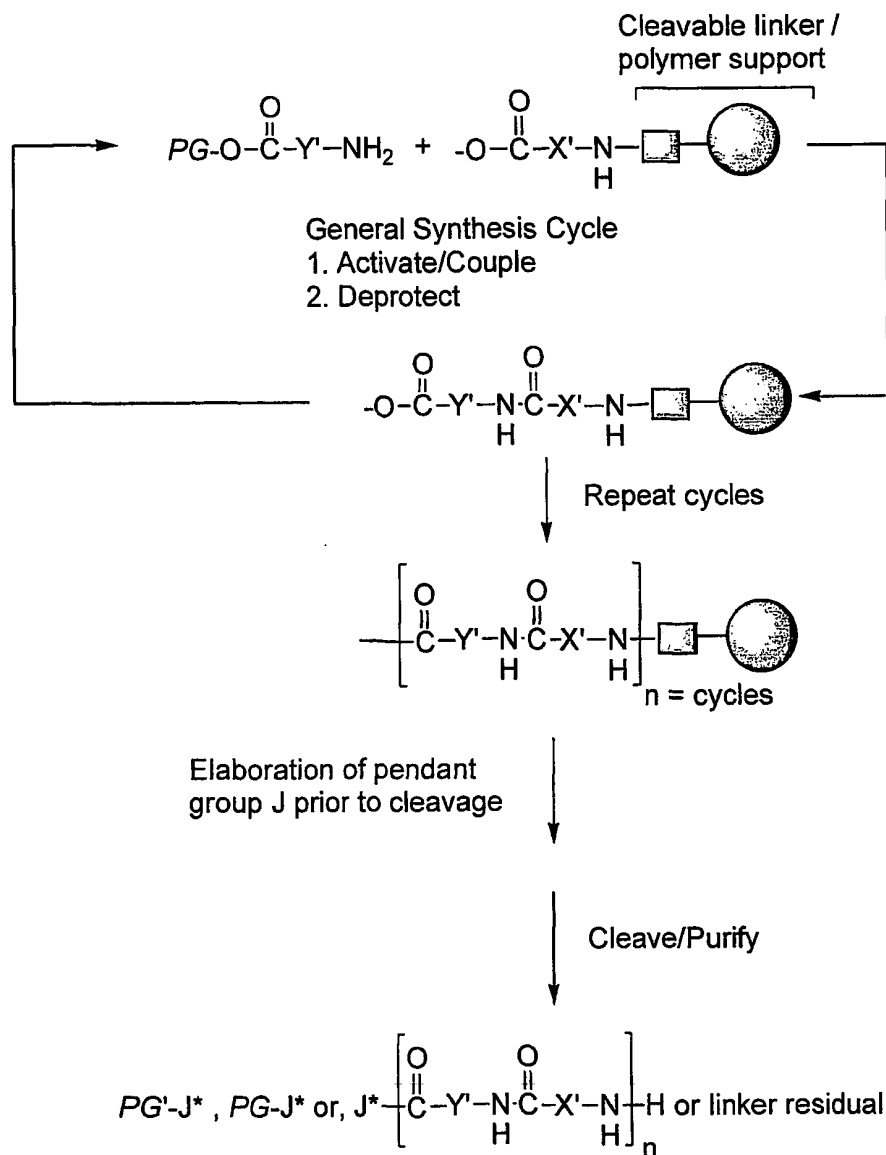 Cleavable linker /
polymer support
O O
PG-O-C-Y'-NH2 + -O-C-X'-N
H
General Synthesis Cycle
1. Activate/Couple
2. Deprotect
O O
-O-C-Y'-N-C-X'-N
H H
Repeat cycles
O O
C-Y'-N-C-X'-N
H H
n = cycles
Elaboration of pendant
group J prior to cleavage
Cleave/Purify
O O
PG'-J* , PG-J* or, J* C-Y'-N-C-X'-N H or linker residual
H H
n